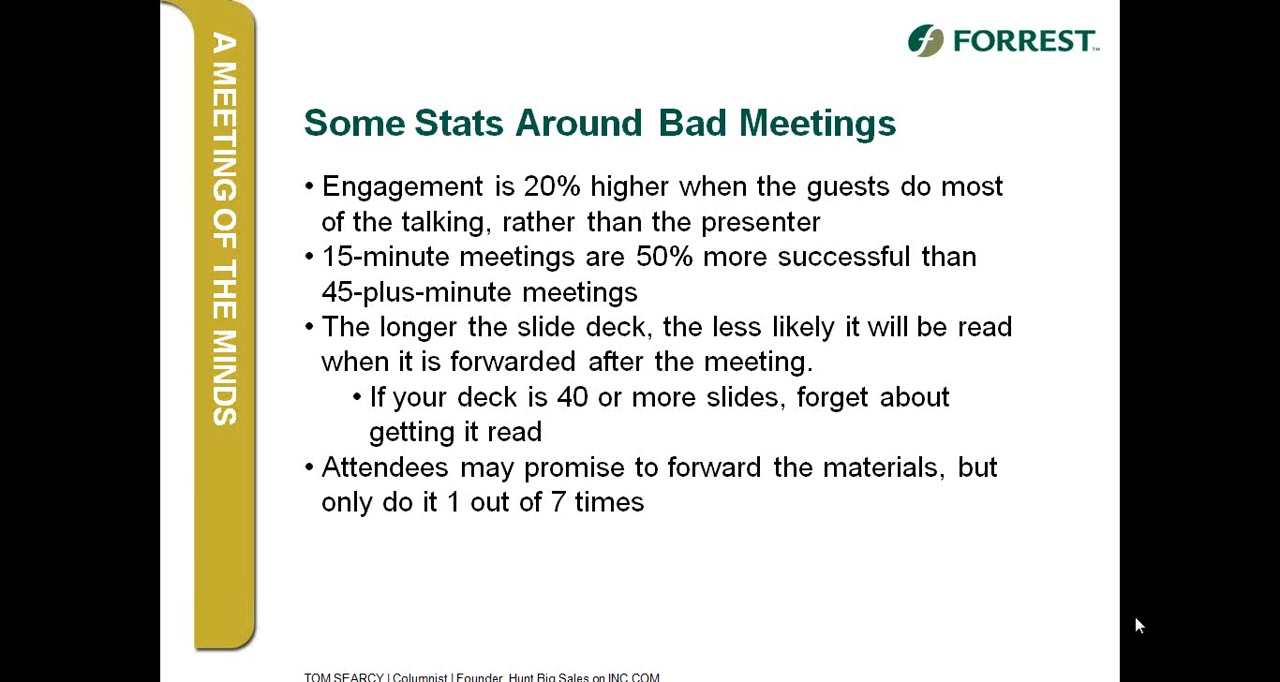 A MEETING OF THE MINDS
FORREST™
Some Stats Around Bad Meetings
• Engagement is 20% higher when the guests do most
of the talking, rather than the presenter
• 15-minute meetings are 50% more successful than
45-plus-minute meetings
• The longer the slide deck, the less likely it will be read
when it is forwarded after the meeting.
• If your deck is 40 or more slides, forget about
getting it read
• Attendees may promise to forward the materials, but
only do it 1 out of 7 times
TOM SEARCY | Columnist | Founder, Hunt Big Sales on INC.COM